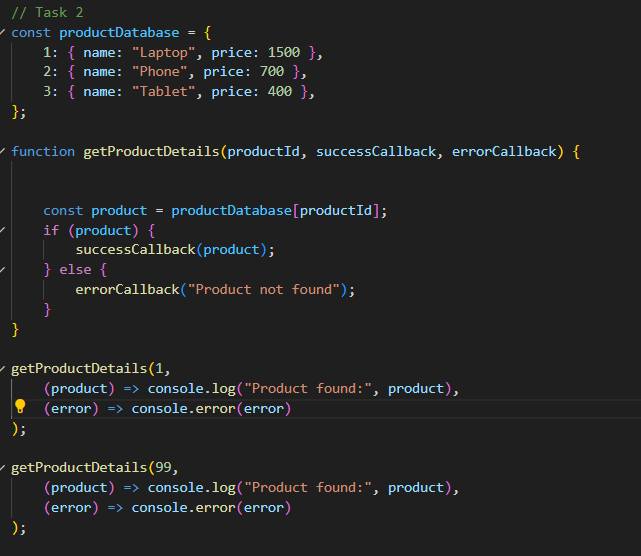 // Task 2
const productDatabase = {
    1: { name: "Laptop", price: 1500 },
    2: { name: "Phone", price: 700 },
    3: { name: "Tablet", price: 400 },
};
function getProductDetails(productId, successCallback, errorCallback) {
    const product = productDatabase[productId];
    if (product) {
        successCallback(product);
    } else {
        errorCallback("Product not found");
    }
}
getProductDetails(1,
    (product) => console.log("Product found:", product),
    (error) => console.error(error)
);
getProductDetails(99,
    (product) => console.log("Product found:", product),
    (error) => console.error(error)
);